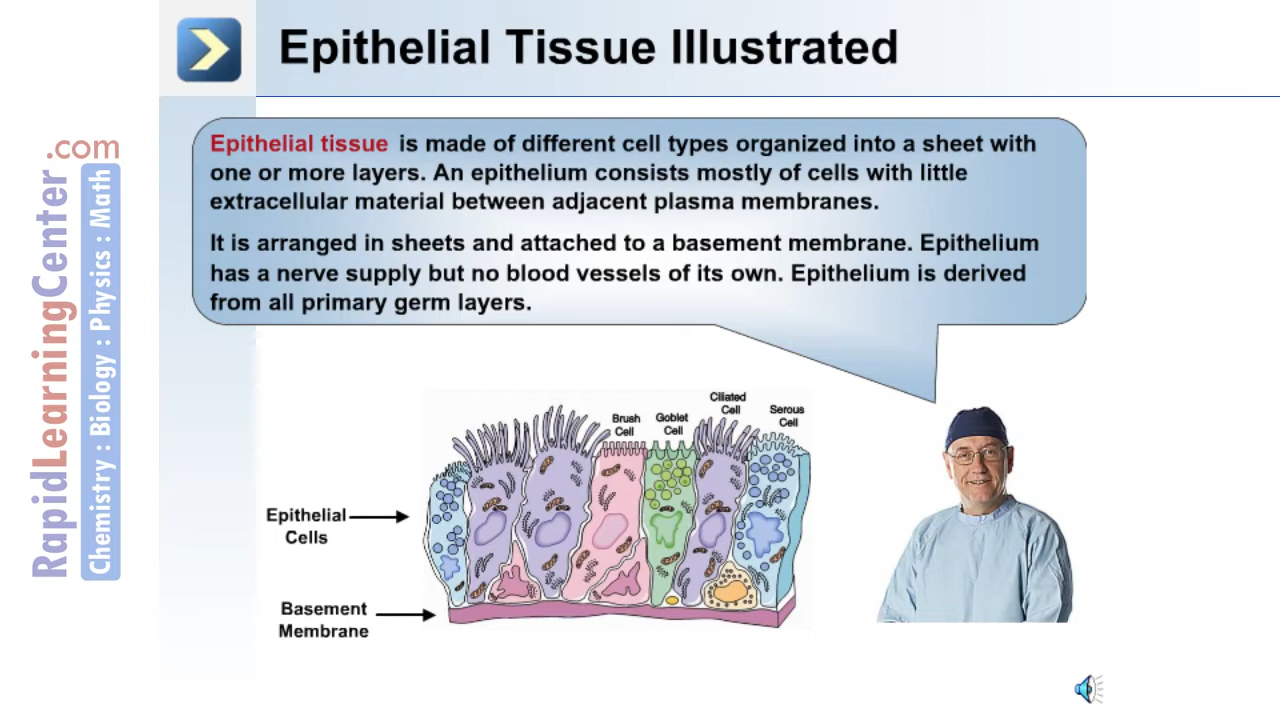 Epithelial Tissue Illustrated
Epithelial tissue is made of different cell types organized into a sheet with
one or more layers. An epithelium consists mostly of cells with little
extracellular material between adjacent plasma membranes.
It is arranged in sheets and attached to a basement membrane. Epithelium
has a nerve supply but no blood vessels of its own. Epithelium is derived
from all primary germ layers.
Brush
Cell
Goblet
Cell
Ciliated
Cell
Serous
Cell
Epithelial
Cells
Basement
Membrane
RapidLearningCenter.com
Chemistry : Biology : Physics : Math